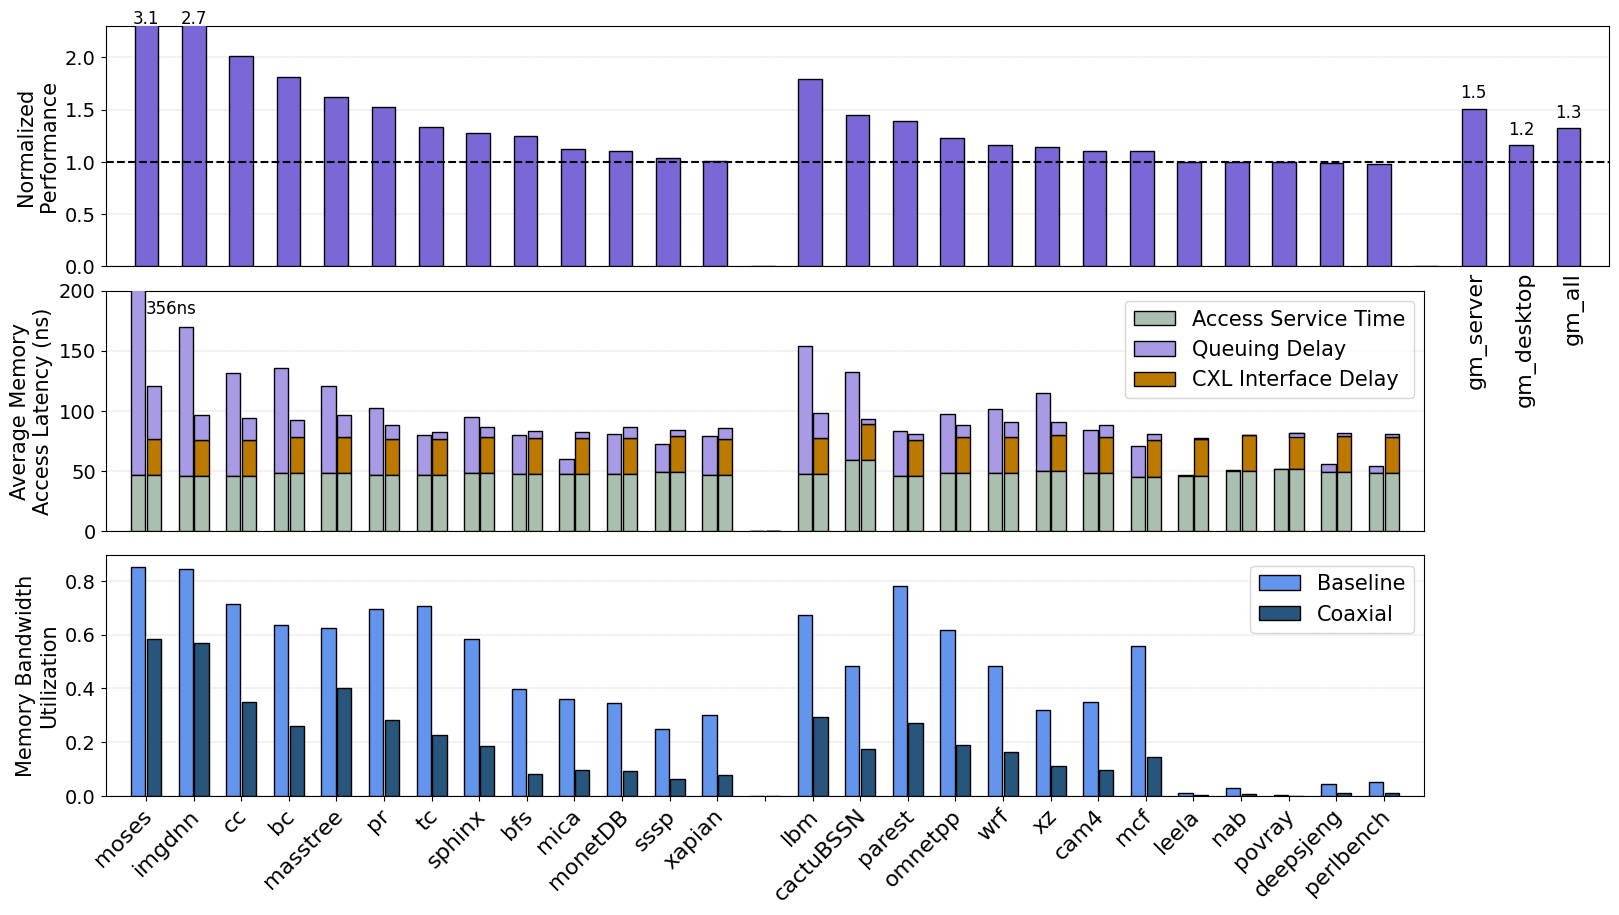 3.1
2.7
2.0
1.5
1.0
0.5
0.0
Normalized
Performance
1.5
1.2
1.3
gm_server
gm_desktop
gm_all
200
150
100
50
0
Average Memory
Access Latency (ns)
356ns
Access Service Time
Queuing Delay
CXL Interface Delay
0.8
0.6
0.4
0.2
0.0
Memory Bandwidth
Utilization
Baseline
Coaxial
moses
imgdnn
cc
bc
masstree
pr
tc
sphinx
bfs
mica
monetDB
sssp
xapian
lbm
cactuBSSN
parest
omnetpp
wrf
xz
cam4
mcf
leela
nab
povray
deepsjeng
perlbench